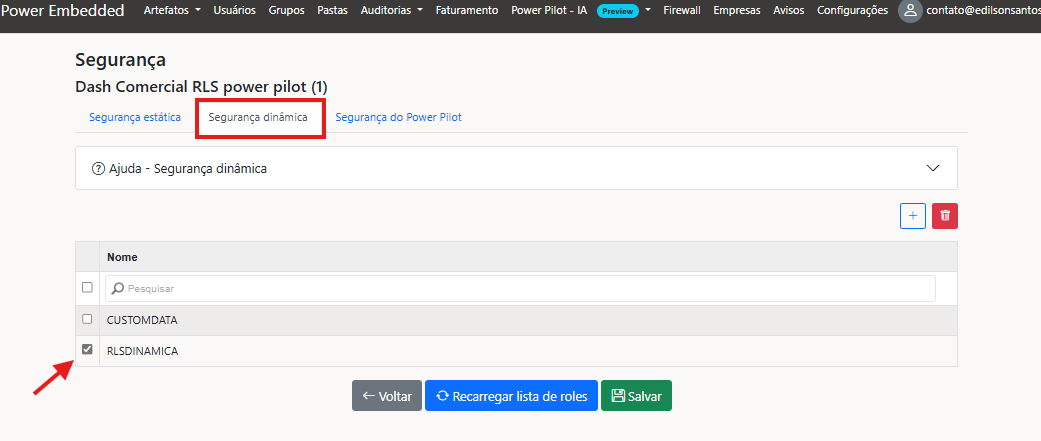 Power Embedded Artefatos Usuários Grupos Pastas Auditorias Faturamento Power Pilot - IA Preview Firewall Empresas Avisos Configurações contato@edilsonsantos
Segurança
Dash Comercial RLS power pilot (1)
Segurança estática Segurança dinâmica Segurança do Power Pilot
Ajuda - Segurança dinâmica
Nome
Pesquisar
CUSTOMDATA
RLSDINAMICA
Voltar Recarregar lista de roles Salvar